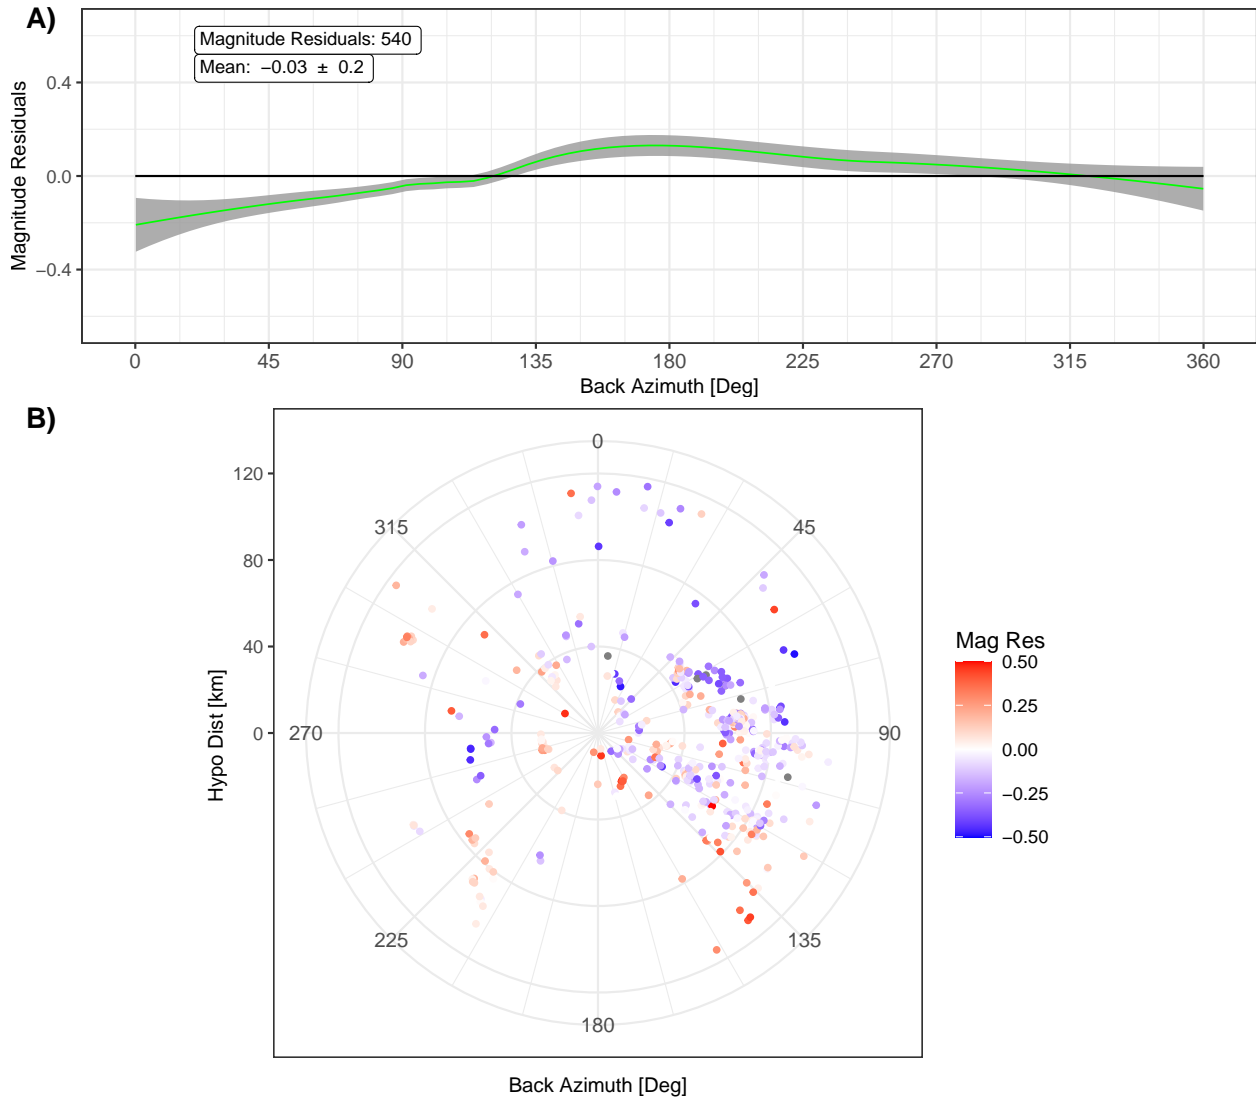 A)
Magnitude Residuals: 540
Mean: −0.03 ± 0.2
Magnitude Residuals
0.4
0.0
−0.4
0 45 90 135 180 225 270 315 360
Back Azimuth [Deg]
B)
Hypo Dist [km]
120
80
40
0
0
45
90
135
180
225
270
315
Back Azimuth [Deg]
Mag Res
0.50
0.25
0.00
−0.25
−0.50